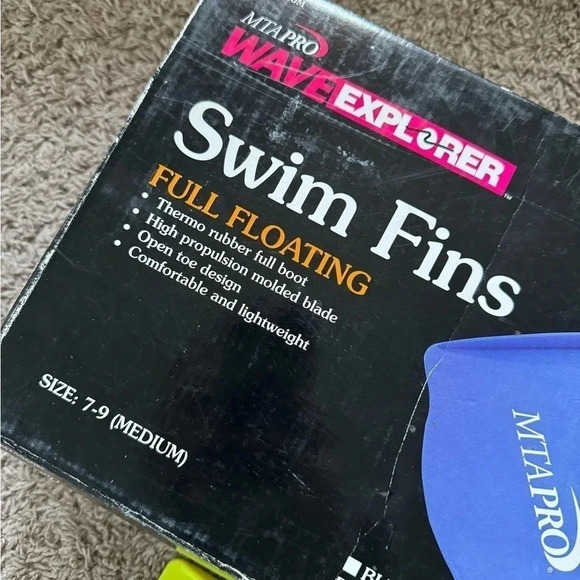 MTAPRO
WAVE EXPLORER™
Swim Fins
FULL FLOATING
• Thermo rubber full boot
• High propulsion molded blade
• Open toe design
• Comfortable and lightweight
SIZE: 7-9 (MEDIUM)
MTAPRO®